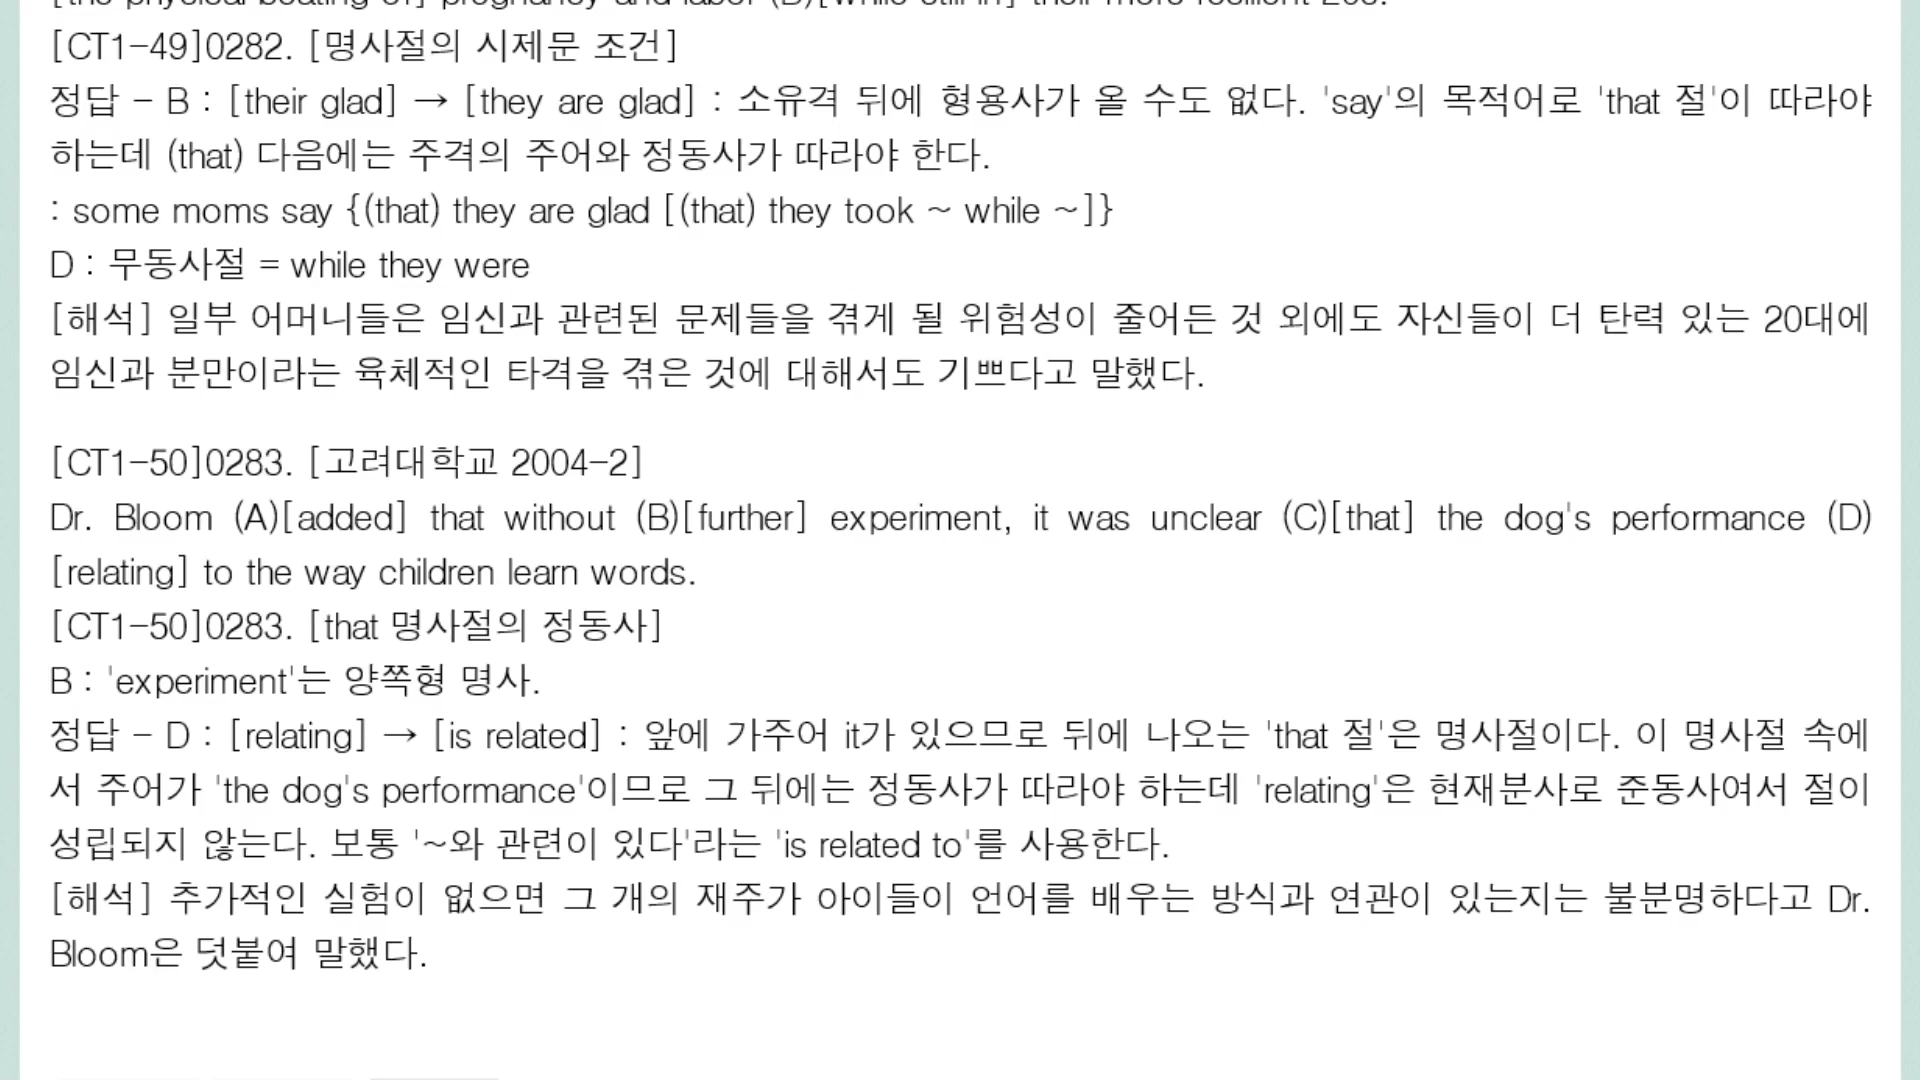 [the physical beating of] pregnancy and labor (D)[while still in] their more resilient 20s.
[CT1-49]0282. [명사절의 시제문 조건]
정답 - B : [their glad] → [they are glad] : 소유격 뒤에 형용사가 올 수도 없다. 'say'의 목적어로 'that 절'이 따라야
하는데 (that) 다음에는 주격의 주어와 정동사가 따라야 한다.
: some moms say {(that) they are glad [(that) they took ~ while ~]}
D : 무동사절 = while they were
[해석] 일부 어머니들은 임신과 관련된 문제들을 겪게 될 위험성이 줄어든 것 외에도 자신들이 더 탄력 있는 20대에
임신과 분만이라는 육체적인 타격을 겪은 것에 대해서도 기쁘다고 말했다.
[CT1-50]0283. [고려대학교 2004-2]
Dr. Bloom (A)[added] that without (B)[further] experiment, it was unclear (C)[that] the dog's performance (D)
[relating] to the way children learn words.
[CT1-50]0283. [that 명사절의 정동사]
B : 'experiment'는 양쪽형 명사.
정답 - D : [relating] → [is related] : 앞에 가주어 it가 있으므로 뒤에 나오는 'that 절'은 명사절이다. 이 명사절 속에
서 주어가 'the dog's performance'이므로 그 뒤에는 정동사가 따라야 하는데 'relating'은 현재분사로 준동사여서 절이
성립되지 않는다. 보통 '~와 관련이 있다'라는 'is related to'를 사용한다.
[해석] 추가적인 실험이 없으면 그 개의 재주가 아이들이 언어를 배우는 방식과 연관이 있는지는 불분명하다고 Dr.
Bloom은 덧붙여 말했다.